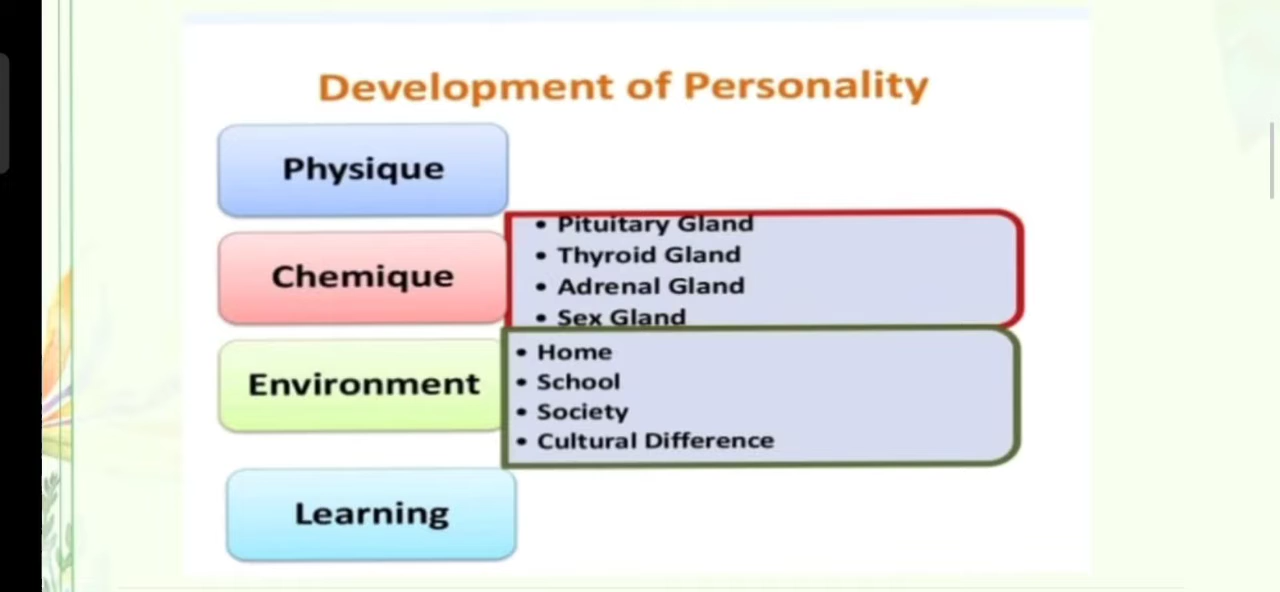 Development of Personality
Physique
Chemique
• Pituitary Gland
• Thyroid Gland
• Adrenal Gland
• Sex Gland
Environment
• Home
• School
• Society
• Cultural Difference
Learning